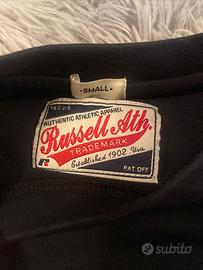 ·SMALL·
AUTHENTIC ATHLETIC APPAREL
Russell Ath.
TRADEMARK
Established 1902. Usa
PAT. OFF.
subito